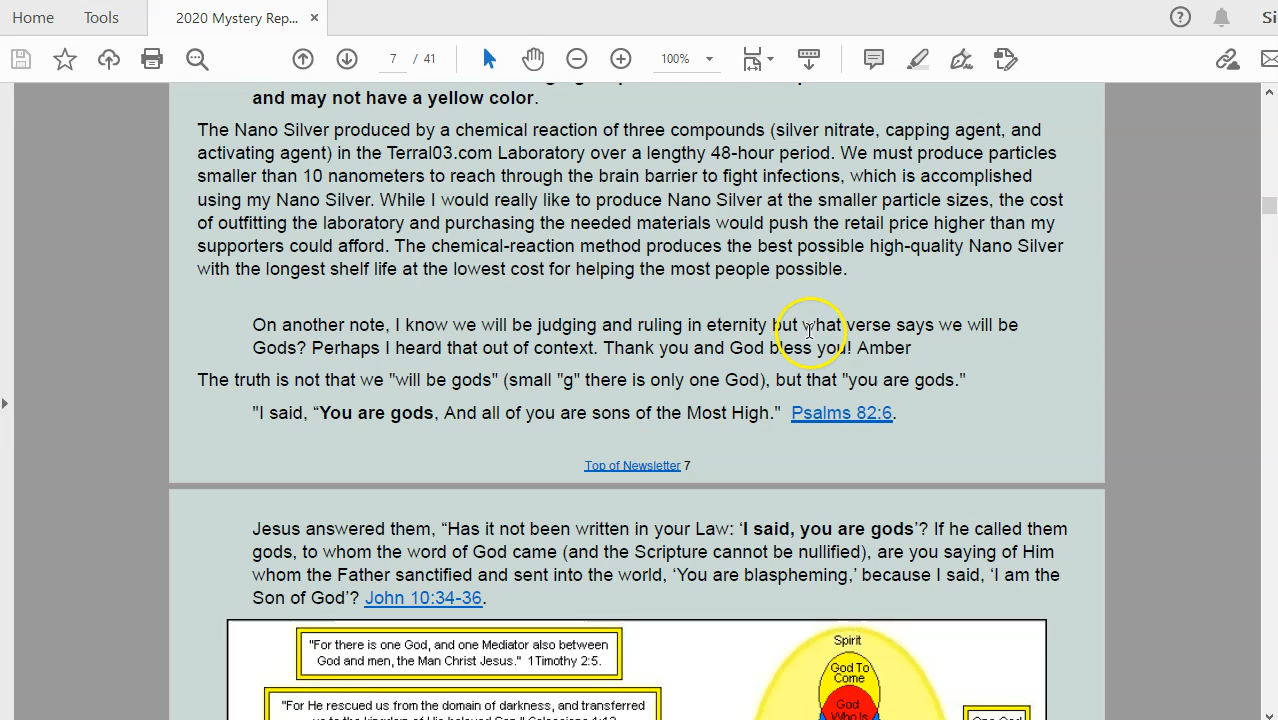 Home
Tools
2020 Mystery Rep...
7 / 41
100%
and may not have a yellow color.
The Nano Silver produced by a chemical reaction of three compounds (silver nitrate, capping agent, and
activating agent) in the Terral03.com Laboratory over a lengthy 48-hour period. We must produce particles
smaller than 10 nanometers to reach through the brain barrier to fight infections, which is accomplished
using my Nano Silver. While I would really like to produce Nano Silver at the smaller particle sizes, the cost
of outfitting the laboratory and purchasing the needed materials would push the retail price higher than my
supporters could afford. The chemical-reaction method produces the best possible high-quality Nano Silver
with the longest shelf life at the lowest cost for helping the most people possible.
On another note, I know we will be judging and ruling in eternity but what verse says we will be
Gods? Perhaps I heard that out of context. Thank you and God bless you! Amber
The truth is not that we "will be gods" (small "g" there is only one God), but that "you are gods."
"I said, “You are gods, And all of you are sons of the Most High." Psalms 82:6.
Top of Newsletter 7
Jesus answered them, “Has it not been written in your Law: ‘I said, you are gods’? If he called them
gods, to whom the word of God came (and the Scripture cannot be nullified), are you saying of Him
whom the Father sanctified and sent into the world, ‘You are blaspheming,’ because I said, ‘I am the
Son of God’? John 10:34-36.
"For there is one God, and one Mediator also between
God and men, the Man Christ Jesus." 1Timothy 2:5.
"For He rescued us from the domain of darkness, and transferred
Spirit
God To
Come
God
Who Is
One God